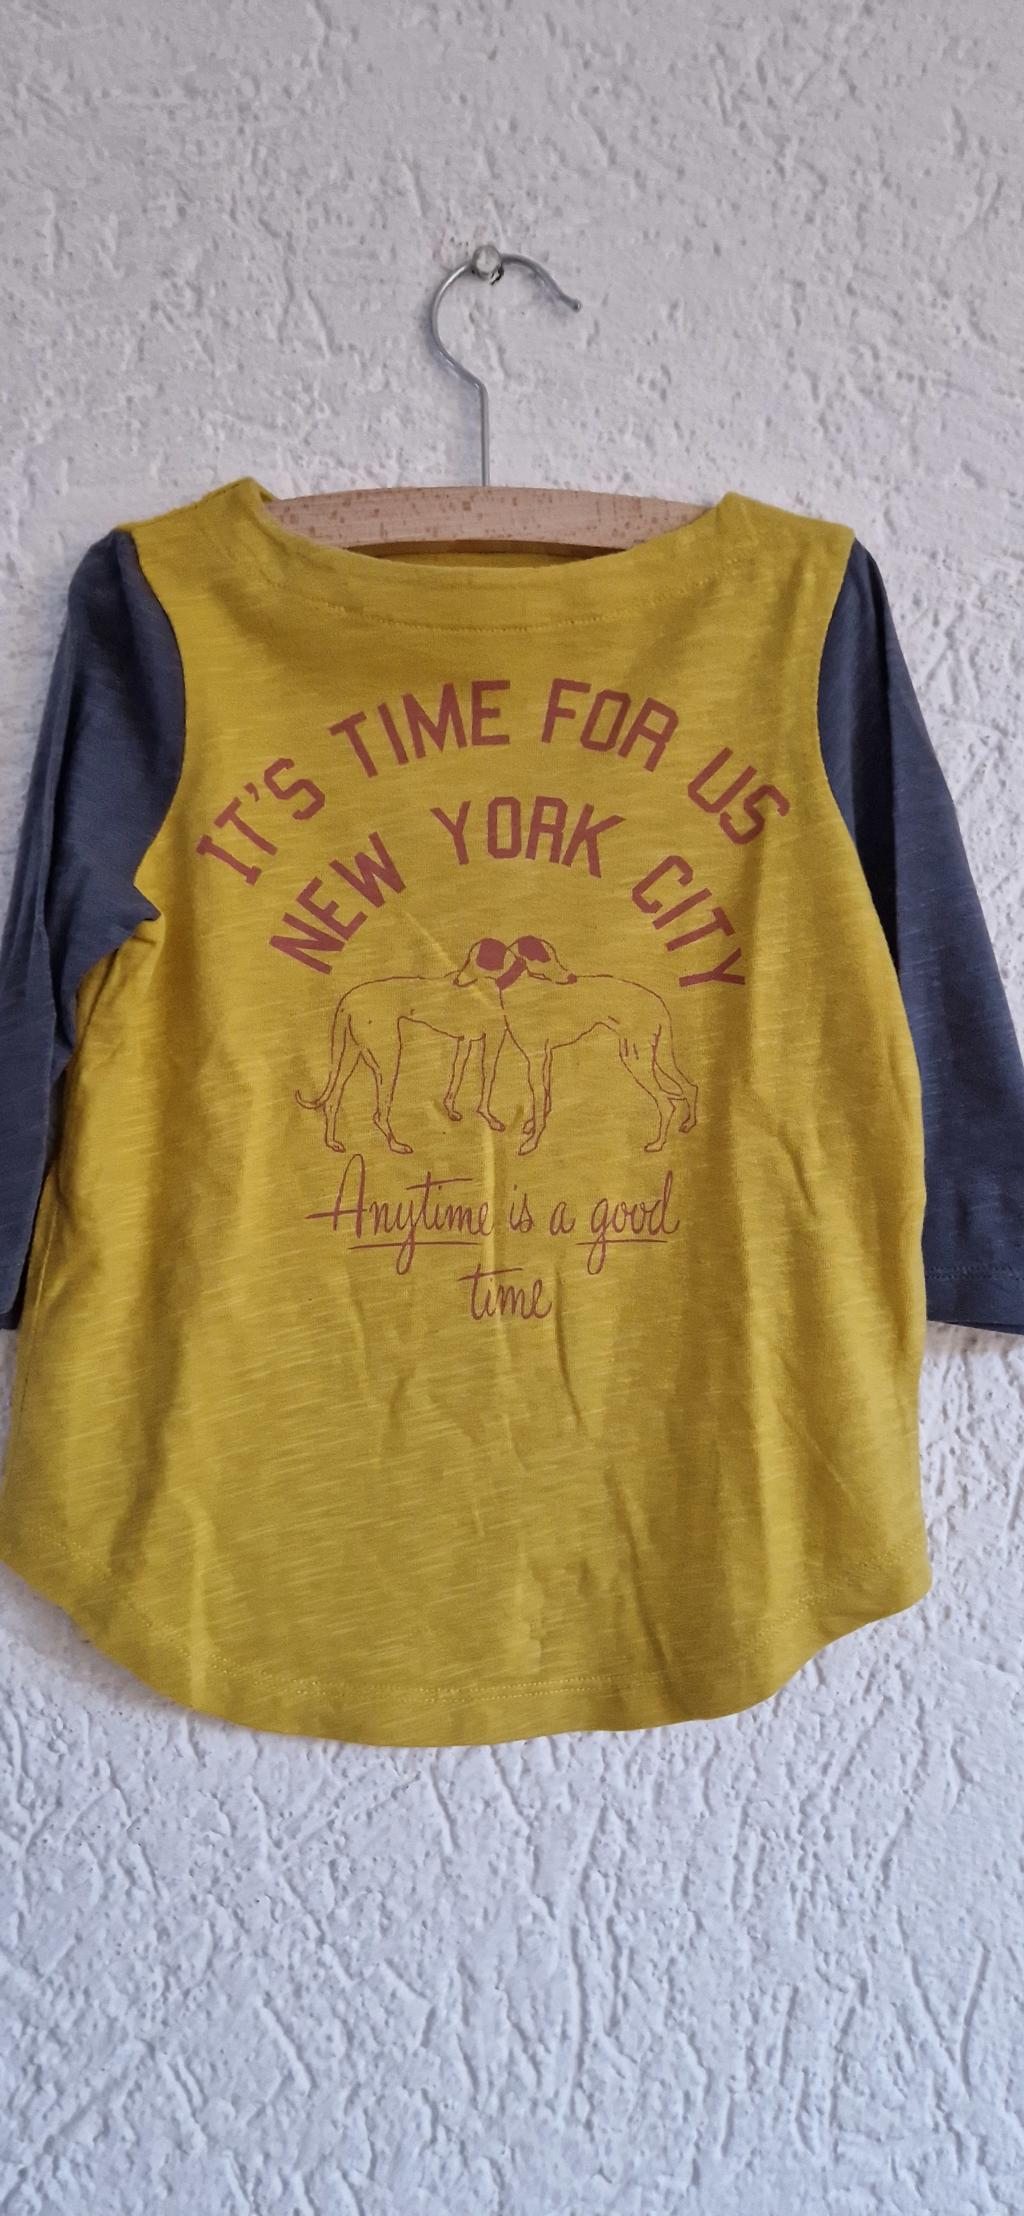 IT'S TIME FOR US
NEW YORK CITY
Anytime is a good
time